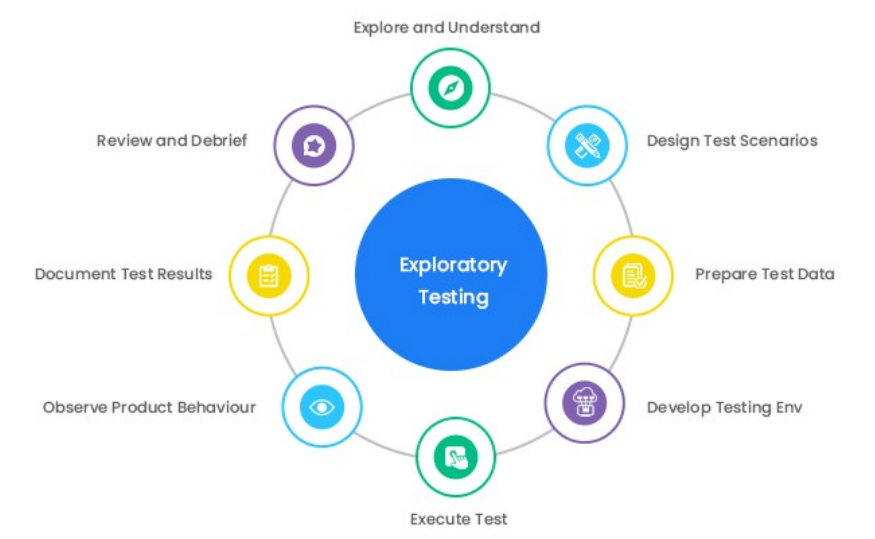 Explore and Understand
Review and Debrief
Design Test Scenarios
Exploratory
Testing
Document Test Results
Prepare Test Data
Observe Product Behaviour
Develop Testing Env
Execute Test